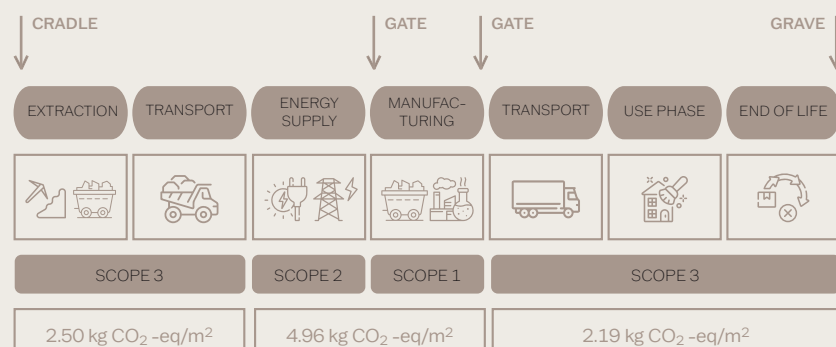 CRADLE
GATE
GATE
GRAVE
EXTRACTION
TRANSPORT
ENERGY
SUPPLY
MANUFAC-
TURING
TRANSPORT
USE PHASE
END OF LIFE
SCOPE 3
SCOPE 2
SCOPE 1
SCOPE 3
2.50 kg CO₂ -eq/m²
4.96 kg CO₂ -eq/m²
2.19 kg CO₂ -eq/m²